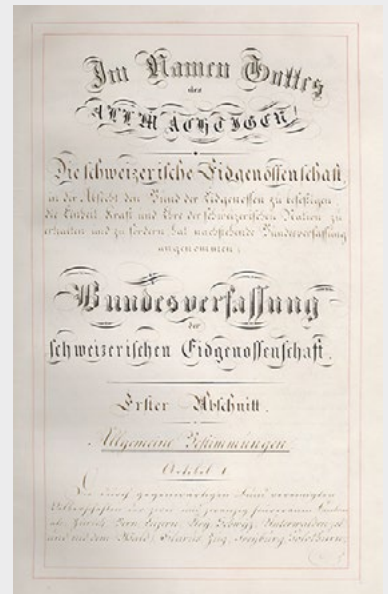 Im Namen Gottes
des
ALLMÄCHTIGEN!
Die schweizerische Eidgenossenschaft,
in der Absicht den Bund der Eidgenossen zu befestigen
die Einheit Kraft und Ehre der schweizerischen Nation zu
erhalten und zu fördern, hat nachstehende Bundesverfassung
angenommen:
Bundesverfassung
der
schweizerischen Eidgenossenschaft.
Erster Abschnitt.
Allgemeine Bestimmungen
Artikel 1
Die durch gegenwärtigen Bund vereinigten
Völkerschaften der zwei und zwanzig souveränen Kantone
als: Zürich, Bern, Luzern, Ury, Schwyz, Unterwalden
und nid dem Wald, Glarus, Zug, Freyburg, Solothurn,